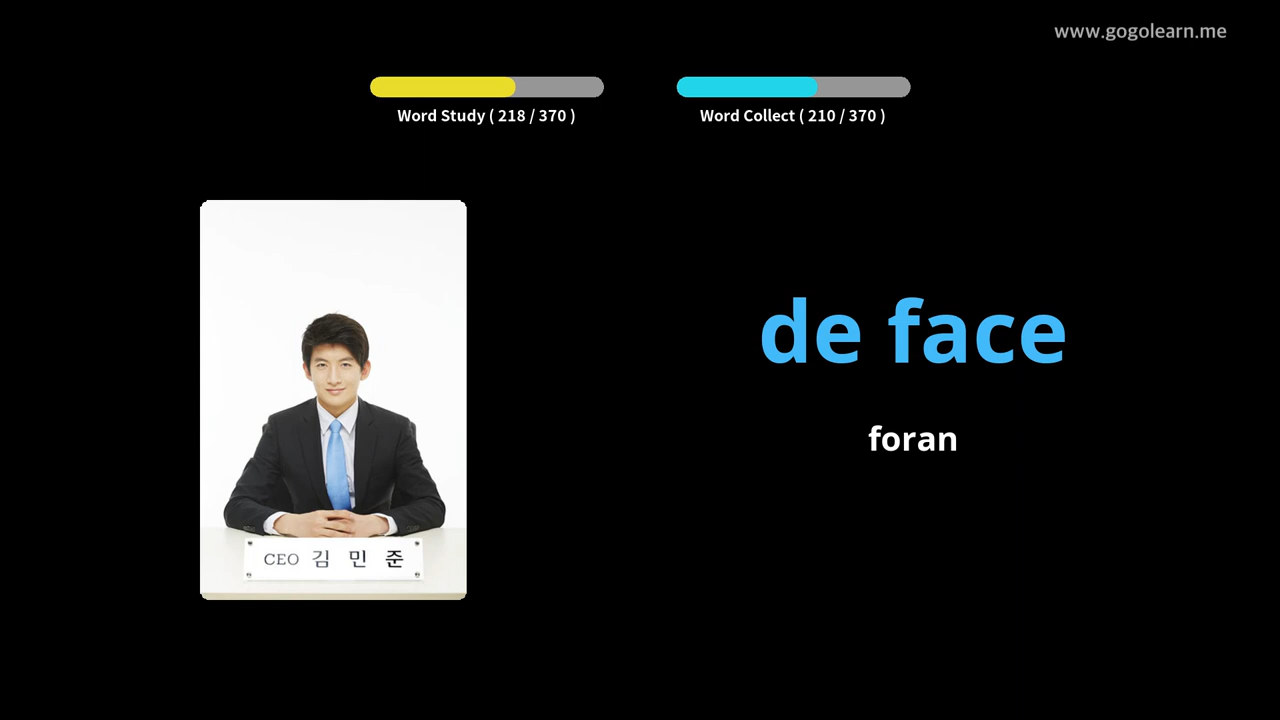 www.gogolearn.me
Word Study ( 218 / 370 )
Word Collect ( 210 / 370 )
de face
foran
CEO 김 민 준